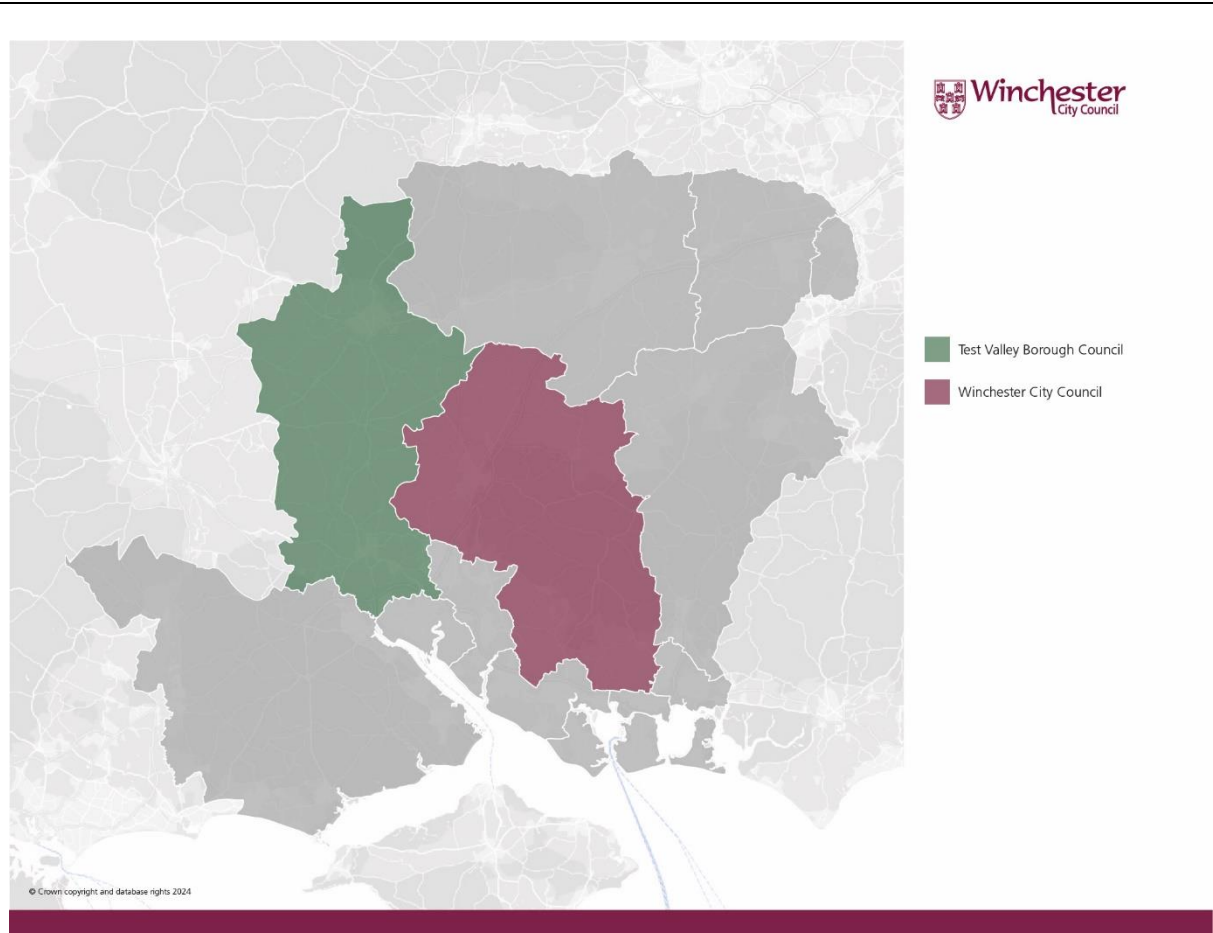 Winchester
City Council
Test Valley Borough Council
Winchester City Council
© Crown copyright and database rights 2024